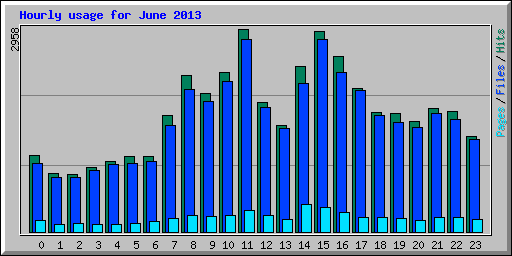 Hourly usage for June 2013
2958
Pages / Files / Hits
0 1 2 3 4 5 6 7 8 9 10 11 12 13 14 15 16 17 18 19 20 21 22 23